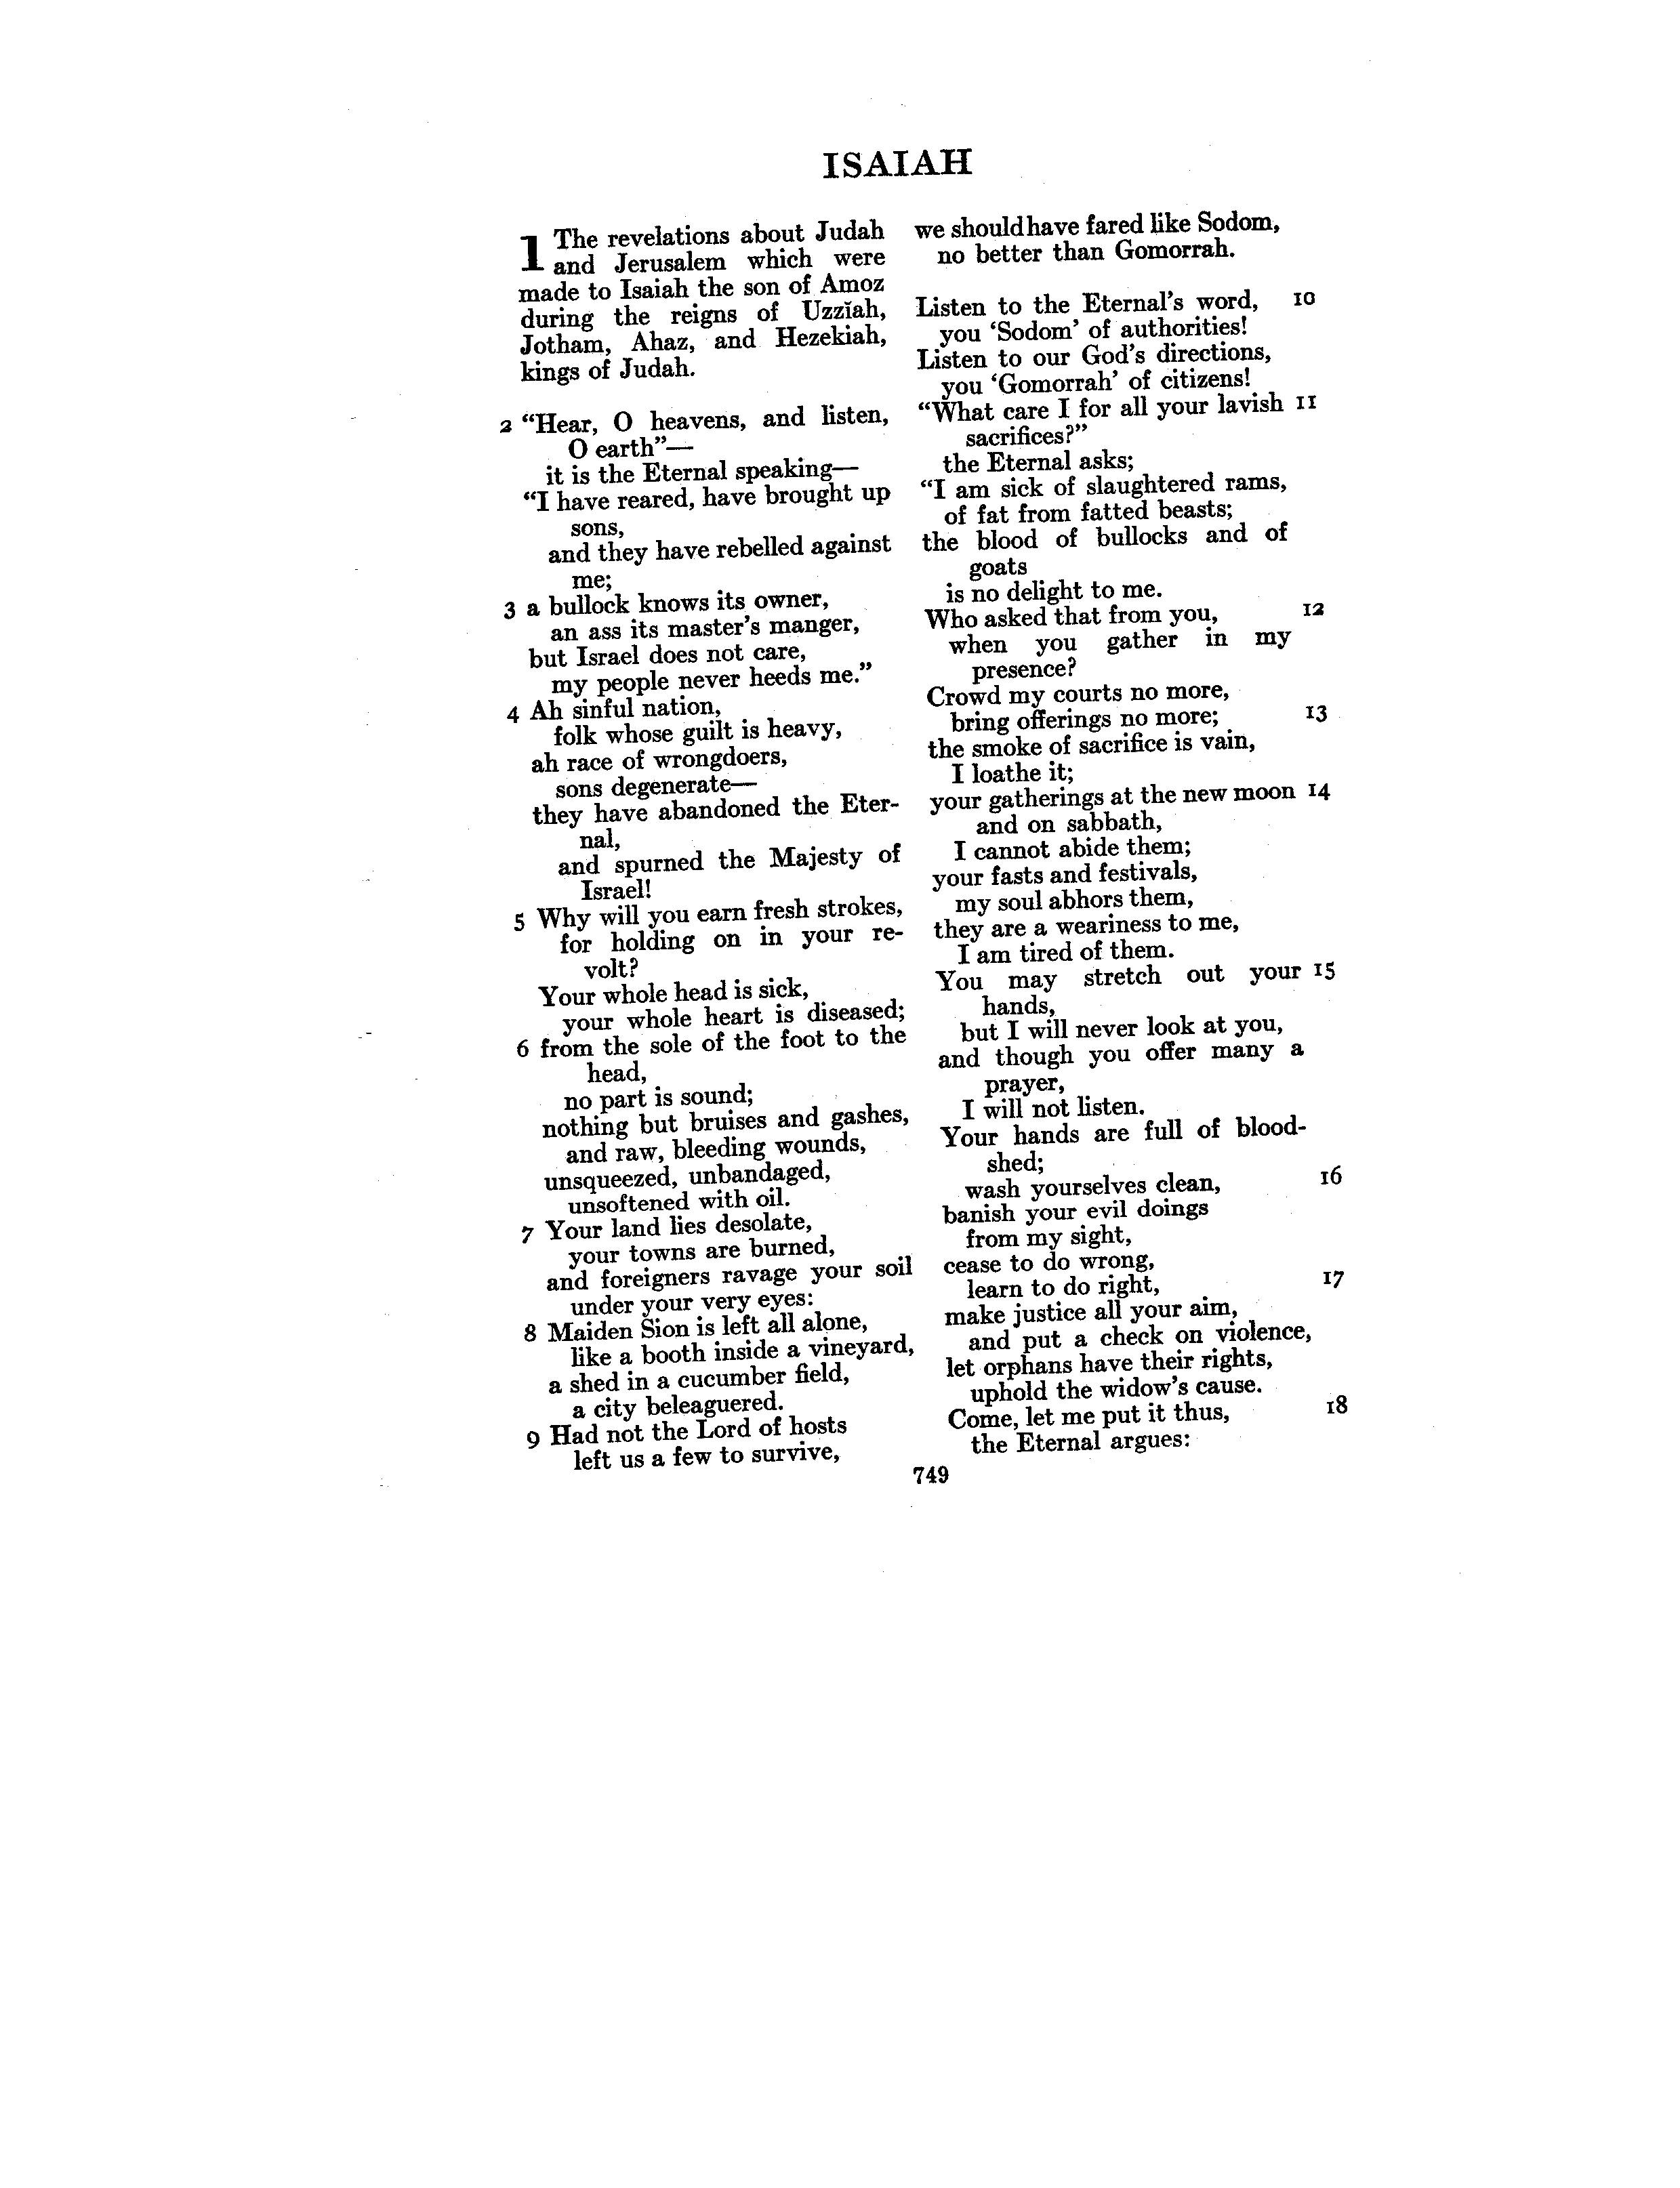 ISAIAH
1 The revelations about Judah
and Jerusalem which were
made to Isaiah the son of Amoz
during the reigns of Uzzĭah,
Jotham, Ahaz, and Hezekiah,
kings of Judah.
2 “Hear, O heavens, and listen,
O earth”—
it is the Eternal speaking—
“I have reared, have brought up
sons,
and they have rebelled against
me;
3 a bullock knows its owner,
an ass its master’s manger,
but Israel does not care,
my people never heeds me.”
4 Ah sinful nation,
folk whose guilt is heavy,
ah race of wrongdoers,
sons degenerate—
they have abandoned the Eter-
nal,
and spurned the Majesty of
Israel!
5 Why will you earn fresh strokes,
for holding on in your re-
volt?
Your whole head is sick,
your whole heart is diseased;
6 from the sole of the foot to the
head,
no part is sound;
nothing but bruises and gashes,
and raw, bleeding wounds,
unsqueezed, unbandaged,
unsoftened with oil.
7 Your land lies desolate,
your towns are burned,
and foreigners ravage your soil
under your very eyes:
8 Maiden Sion is left all alone,
like a booth inside a vineyard,
a shed in a cucumber field,
a city beleaguered.
9 Had not the Lord of hosts
left us a few to survive,
we should have fared like Sodom,
no better than Gomorrah.
Listen to the Eternal’s word, 10
you ‘Sodom’ of authorities!
Listen to our God’s directions,
you ‘Gomorrah’ of citizens!
“What care I for all your lavish 11
sacrifices?”
the Eternal asks;
“I am sick of slaughtered rams,
of fat from fatted beasts;
the blood of bullocks and of
goats
is no delight to me.
Who asked that from you, 12
when you gather in my
presence?
Crowd my courts no more,
bring offerings no more; 13
the smoke of sacrifice is vain,
I loathe it;
your gatherings at the new moon 14
and on sabbath,
I cannot abide them;
your fasts and festivals,
my soul abhors them,
they are a weariness to me,
I am tired of them.
You may stretch out your 15
hands,
but I will never look at you,
and though you offer many a
prayer,
I will not listen.
Your hands are full of blood-
shed;
wash yourselves clean, 16
banish your evil doings
from my sight,
cease to do wrong,
learn to do right, 17
make justice all your aim,
and put a check on violence,
let orphans have their rights,
uphold the widow’s cause.
Come, let me put it thus, 18
the Eternal argues:
749